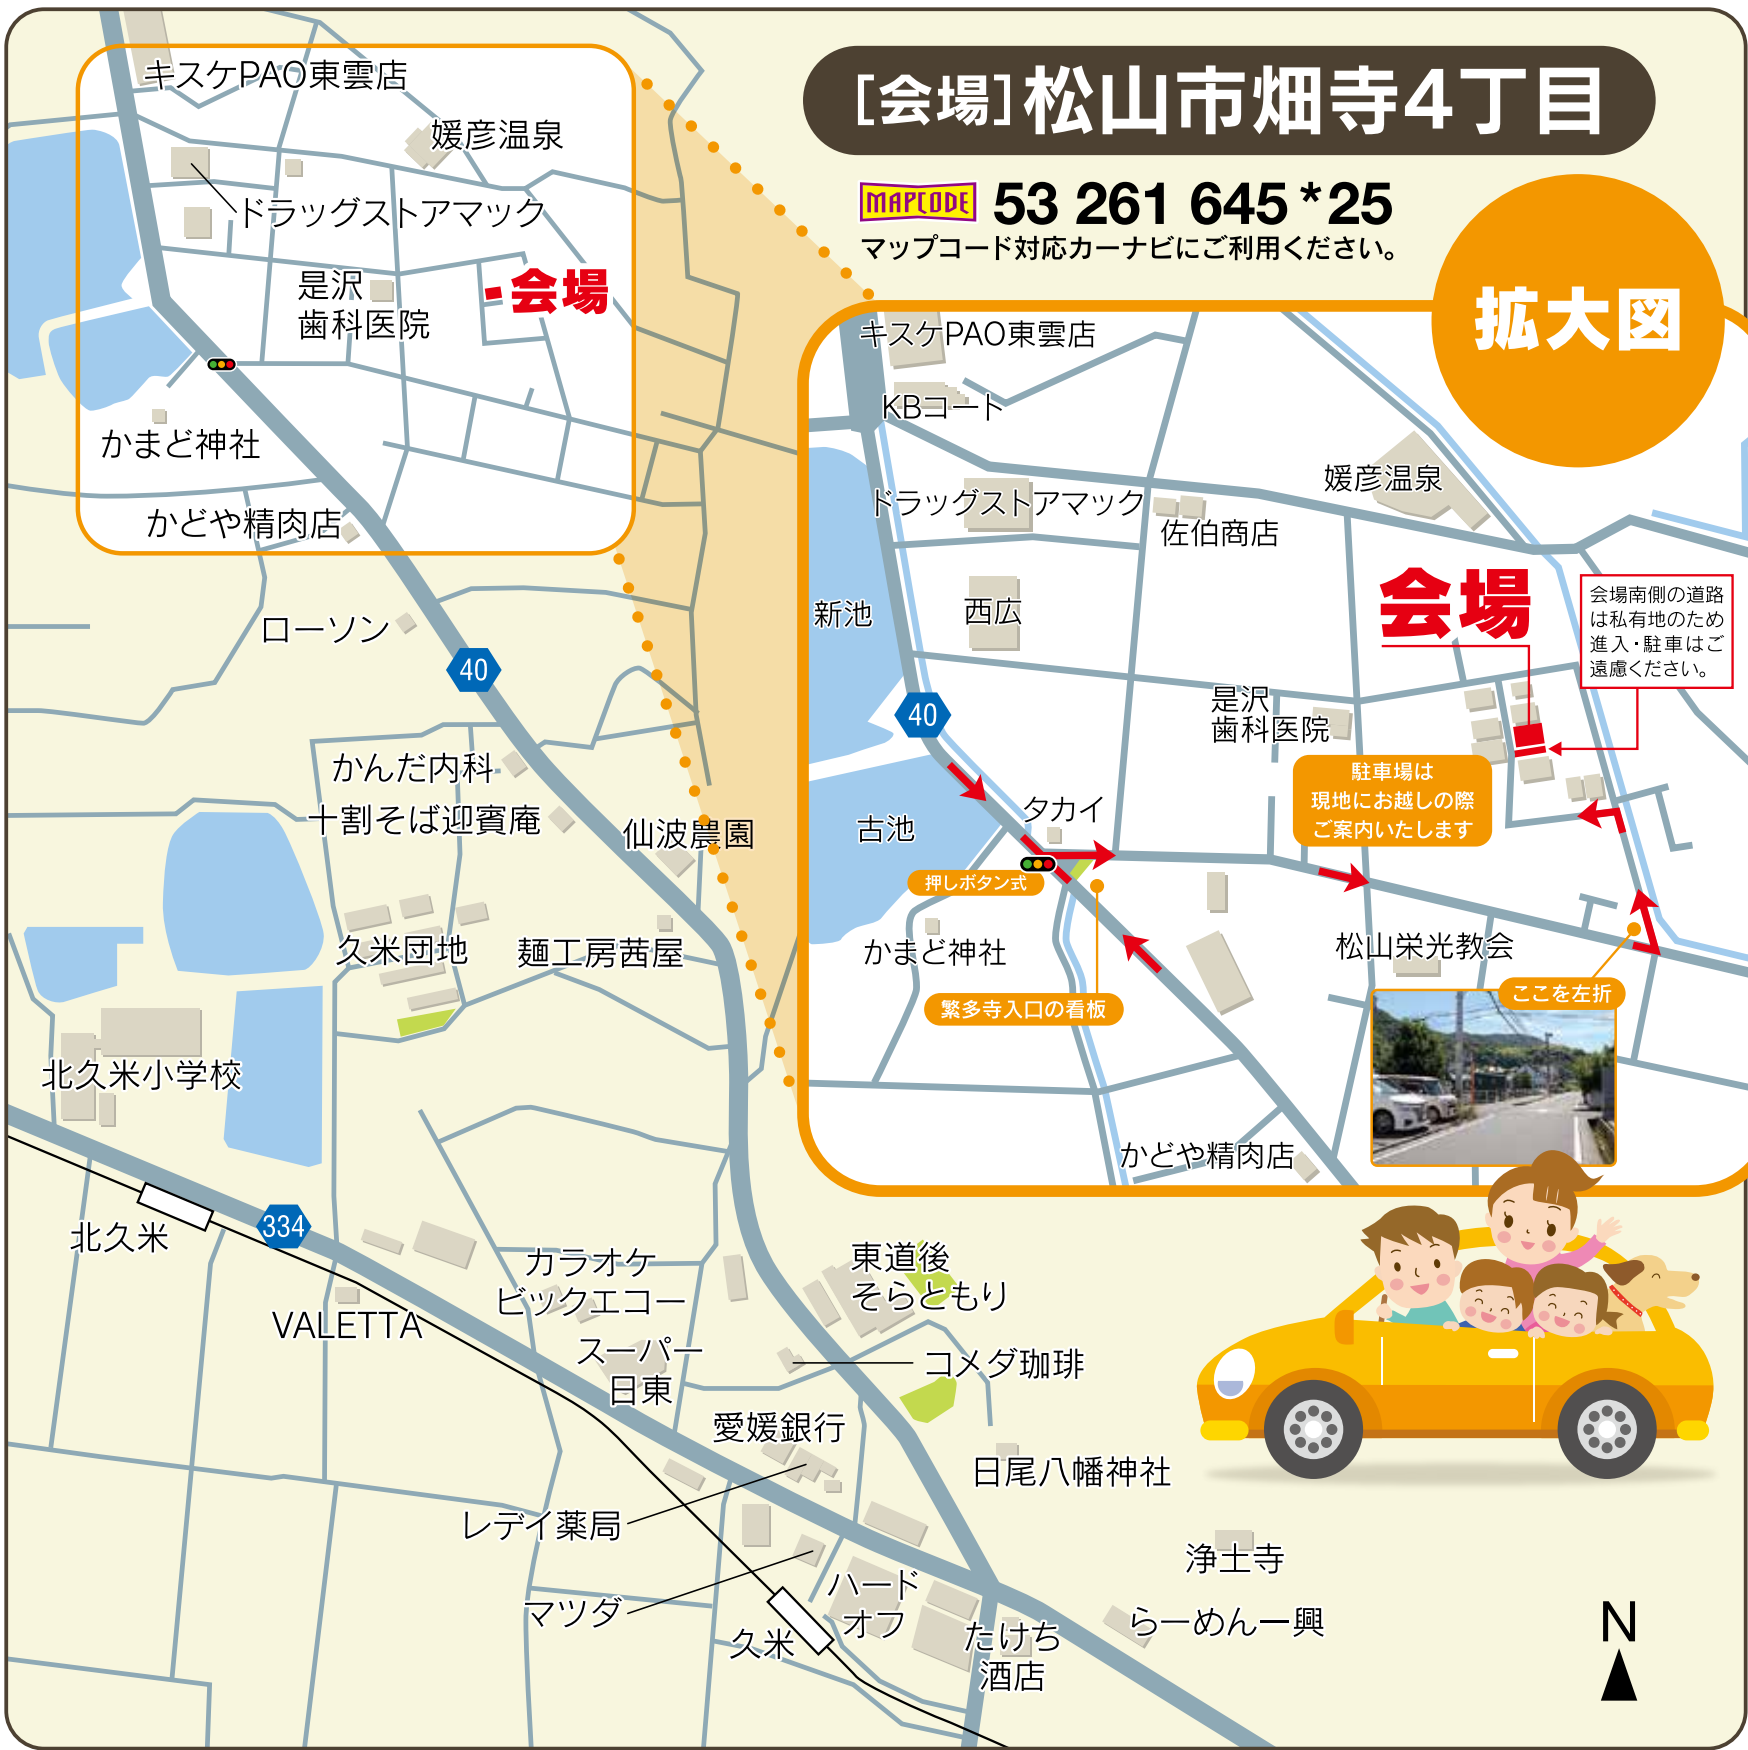 [会場]松山市畑寺4丁目
MAPCODE 53 261 645*25
マップコード対応カーナビにご利用ください。
拡大図
キスケPAO東雲店
媛彦温泉
ドラッグストアマック
是沢
歯科医院
会場
かまど神社
かどや精肉店
ローソン
40
かんだ内科
十割そば迎賓庵
仙波農園
久米団地
麺工房茜屋
北久米小学校
北久米
334
VALETTA
カラオケ
ビックエコー
スーパー
日東
東道後
そらともり
コメダ珈琲
愛媛銀行
日尾八幡神社
レデイ薬局
マツダ
ハード
オフ
久米
たけち
酒店
浄土寺
らーめん一興
N
キスケPAO東雲店
KBコート
ドラッグストアマック
佐伯商店
媛彦温泉
新池
西広
会場
会場南側の道路
は私有地のため
進入・駐車はご
遠慮ください。
40
是沢
歯科医院
駐車場は
現地にお越しの際
ご案内いたします
古池
タカイ
押しボタン式
かまど神社
繁多寺入口の看板
松山栄光教会
ここを左折
かどや精肉店